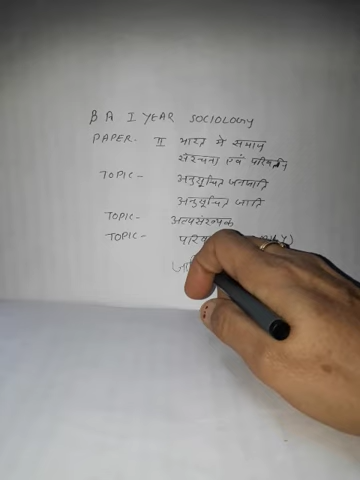 B A I YEAR SOCIOLOGY
PAPER- II भारत मे समाज
संरचना एवं परिवर्तन
TOPIC- अनुसूचित जनजाति
अनुसूचित जाति
TOPIC- अल्पसंख्यक
TOPIC-